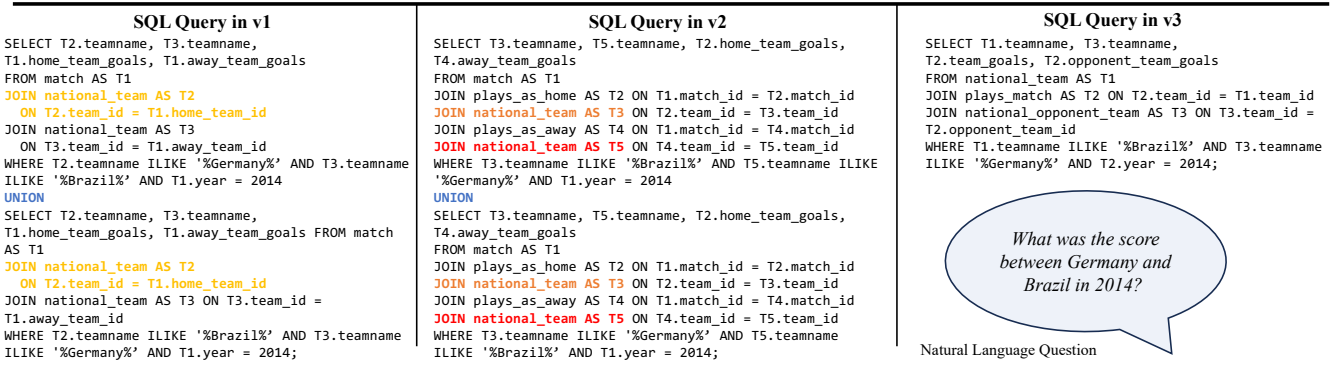 SQL Query in v1
SELECT T2.teamname, T3.teamname,
T1.home_team_goals, T1.away_team_goals
FROM match AS T1
JOIN national_team AS T2
ON T2.team_id = T1.home_team_id
JOIN national_team AS T3
ON T3.team_id = T1.away_team_id
WHERE T2.teamname ILIKE '%Germany%’ AND T3.teamname
ILIKE '%Brazil%’ AND T1.year = 2014
UNION
SELECT T2.teamname, T3.teamname,
T1.home_team_goals, T1.away_team_goals FROM match
AS T1
JOIN national_team AS T2
ON T2.team_id = T1.home_team_id
JOIN national_team AS T3 ON T3.team_id =
T1.away_team_id
WHERE T2.teamname ILIKE '%Brazil%’ AND T3.teamname
ILIKE '%Germany%’ AND T1.year = 2014;
SQL Query in v2
SELECT T3.teamname, T5.teamname, T2.home_team_goals,
T4.away_team_goals
FROM match AS T1
JOIN plays_as_home AS T2 ON T1.match_id = T2.match_id
JOIN national_team AS T3 ON T2.team_id = T3.team_id
JOIN plays_as_away AS T4 ON T1.match_id = T4.match_id
JOIN national_team AS T5 ON T4.team_id = T5.team_id
WHERE T3.teamname ILIKE '%Brazil%’ AND T5.teamname ILIKE
'%Germany%’ AND T1.year = 2014
UNION
SELECT T3.teamname, T5.teamname, T2.home_team_goals,
T4.away_team_goals
FROM match AS T1
JOIN plays_as_home AS T2 ON T1.match_id = T2.match_id
JOIN national_team AS T3 ON T2.team_id = T3.team_id
JOIN plays_as_away AS T4 ON T1.match_id = T4.match_id
JOIN national_team AS T5 ON T4.team_id = T5.team_id
WHERE T3.teamname ILIKE '%Germany%’ AND T5.teamname
ILIKE '%Brazil%’ AND T1.year = 2014;
SQL Query in v3
SELECT T1.teamname, T3.teamname,
T2.team_goals, T2.opponent_team_goals
FROM national_team AS T1
JOIN plays_match AS T2 ON T2.team_id = T1.team_id
JOIN national_opponent_team AS T3 ON T3.team_id =
T2.opponent_team_id
WHERE T1.teamname ILIKE '%Brazil%’ AND T3.teamname
ILIKE '%Germany%’ AND T2.year = 2014;
What was the score
between Germany and
Brazil in 2014?
Natural Language Question